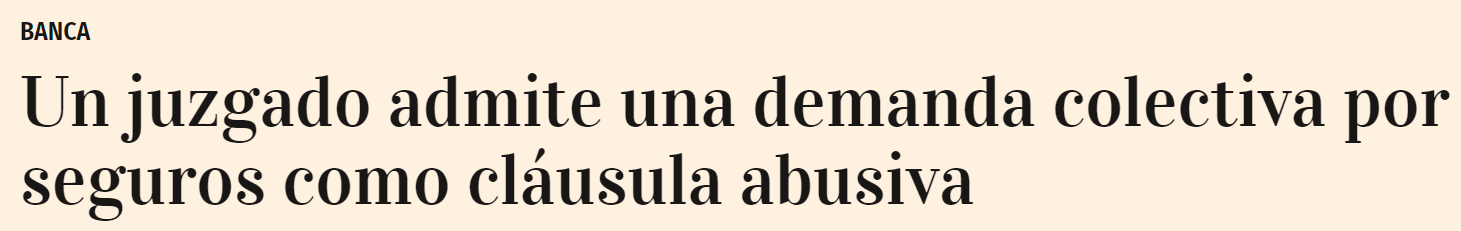 BANCA
Un juzgado admite una demanda colectiva por
seguros como cláusula abusiva